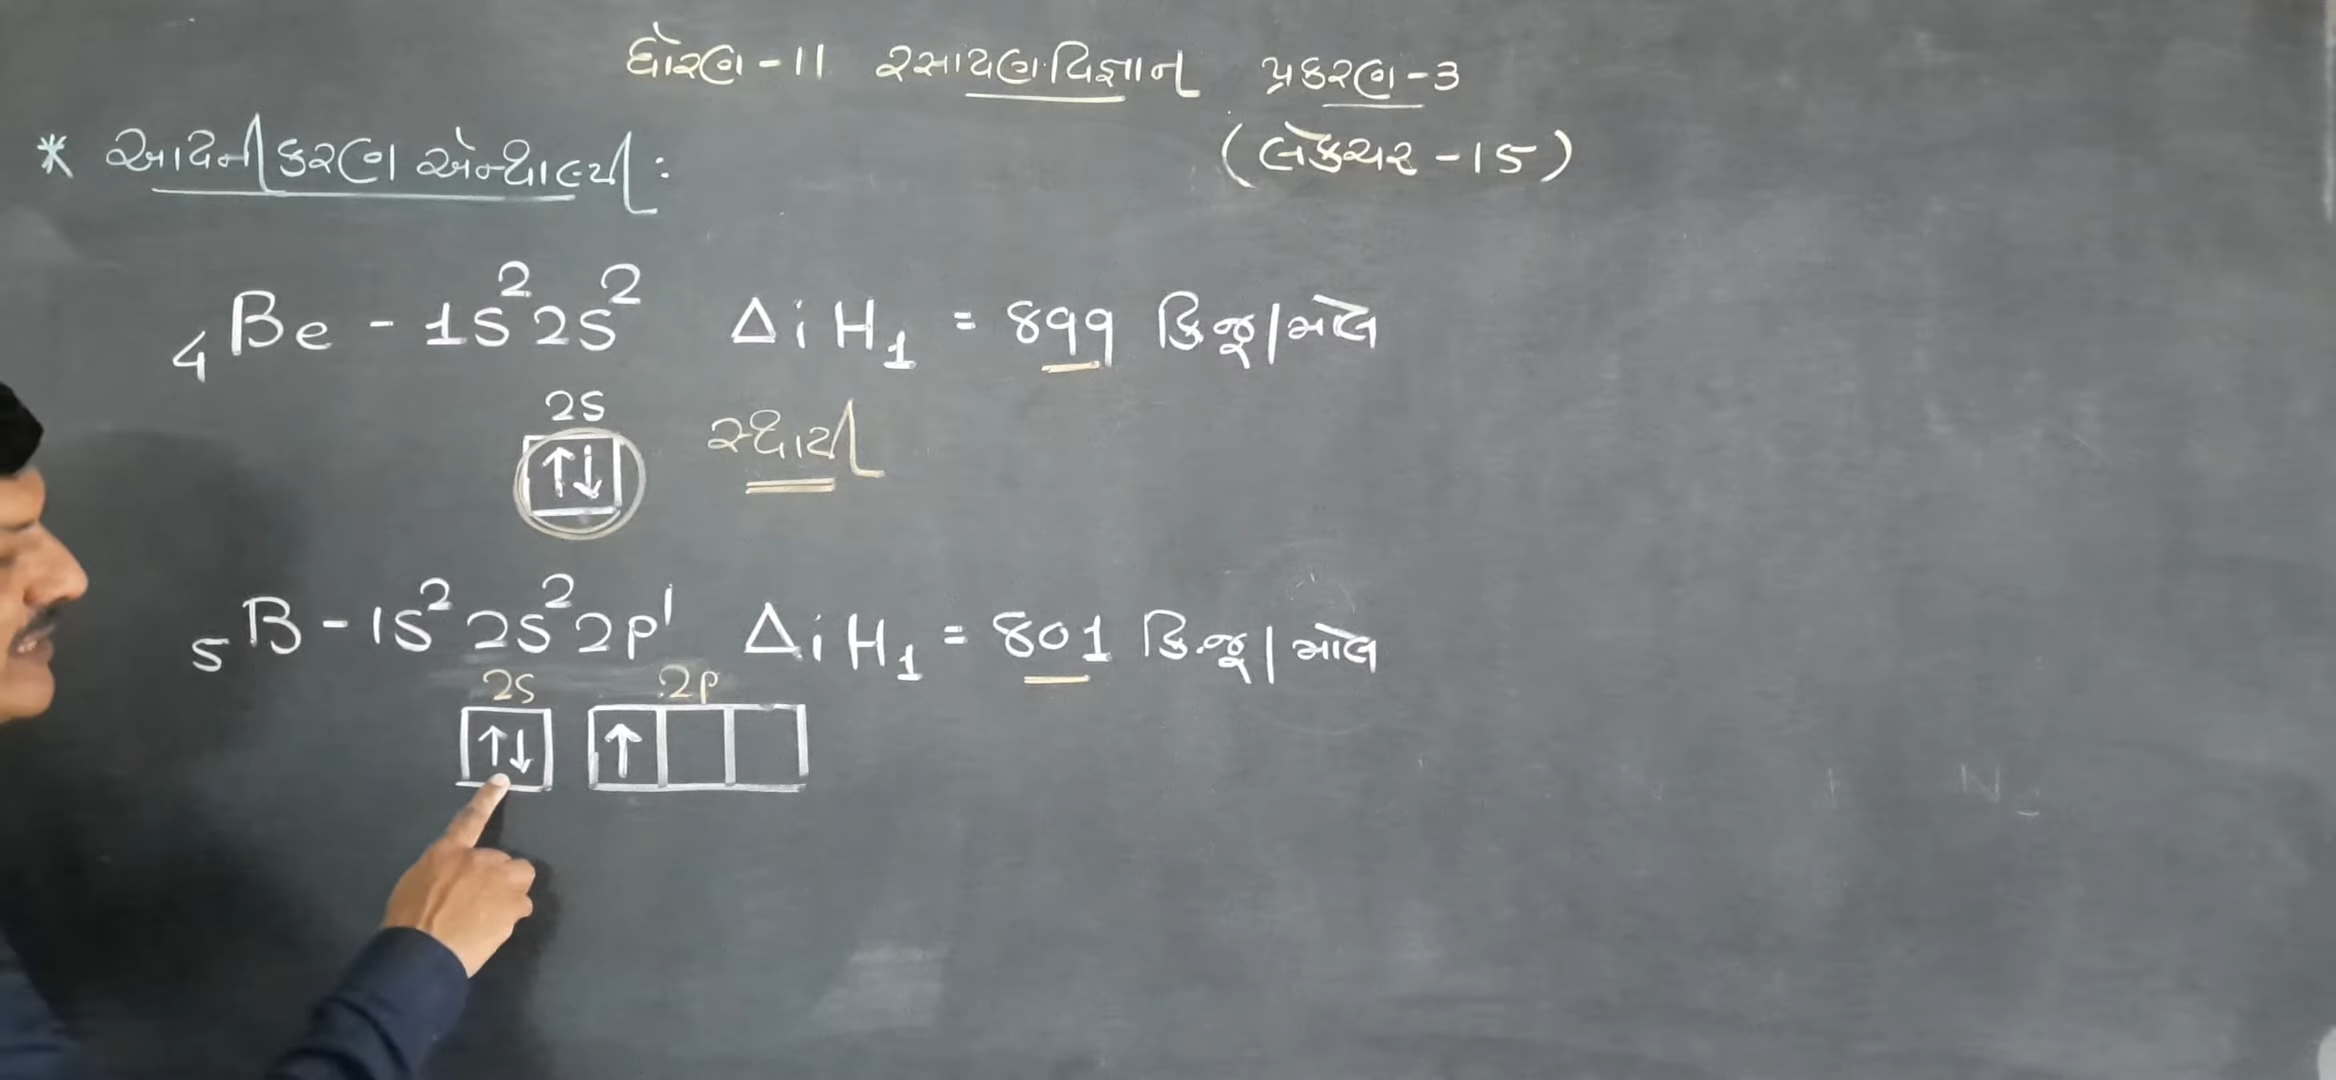 ધોરણ - 11 રસાયણવિજ્ઞાન પ્રકરણ - 3
(લેક્ચર - 15)
* આયનીકરણ એન્થાલ્પી :
₄Be - 1s² 2s² ΔiH₁ = 899 કિજૂ/મોલ
2s
↑↓ સ્થાયી
₅B - 1s² 2s² 2p¹ ΔiH₁ = 801 કિ.જૂ/મોલ
2s 2p
↑↓ ↑